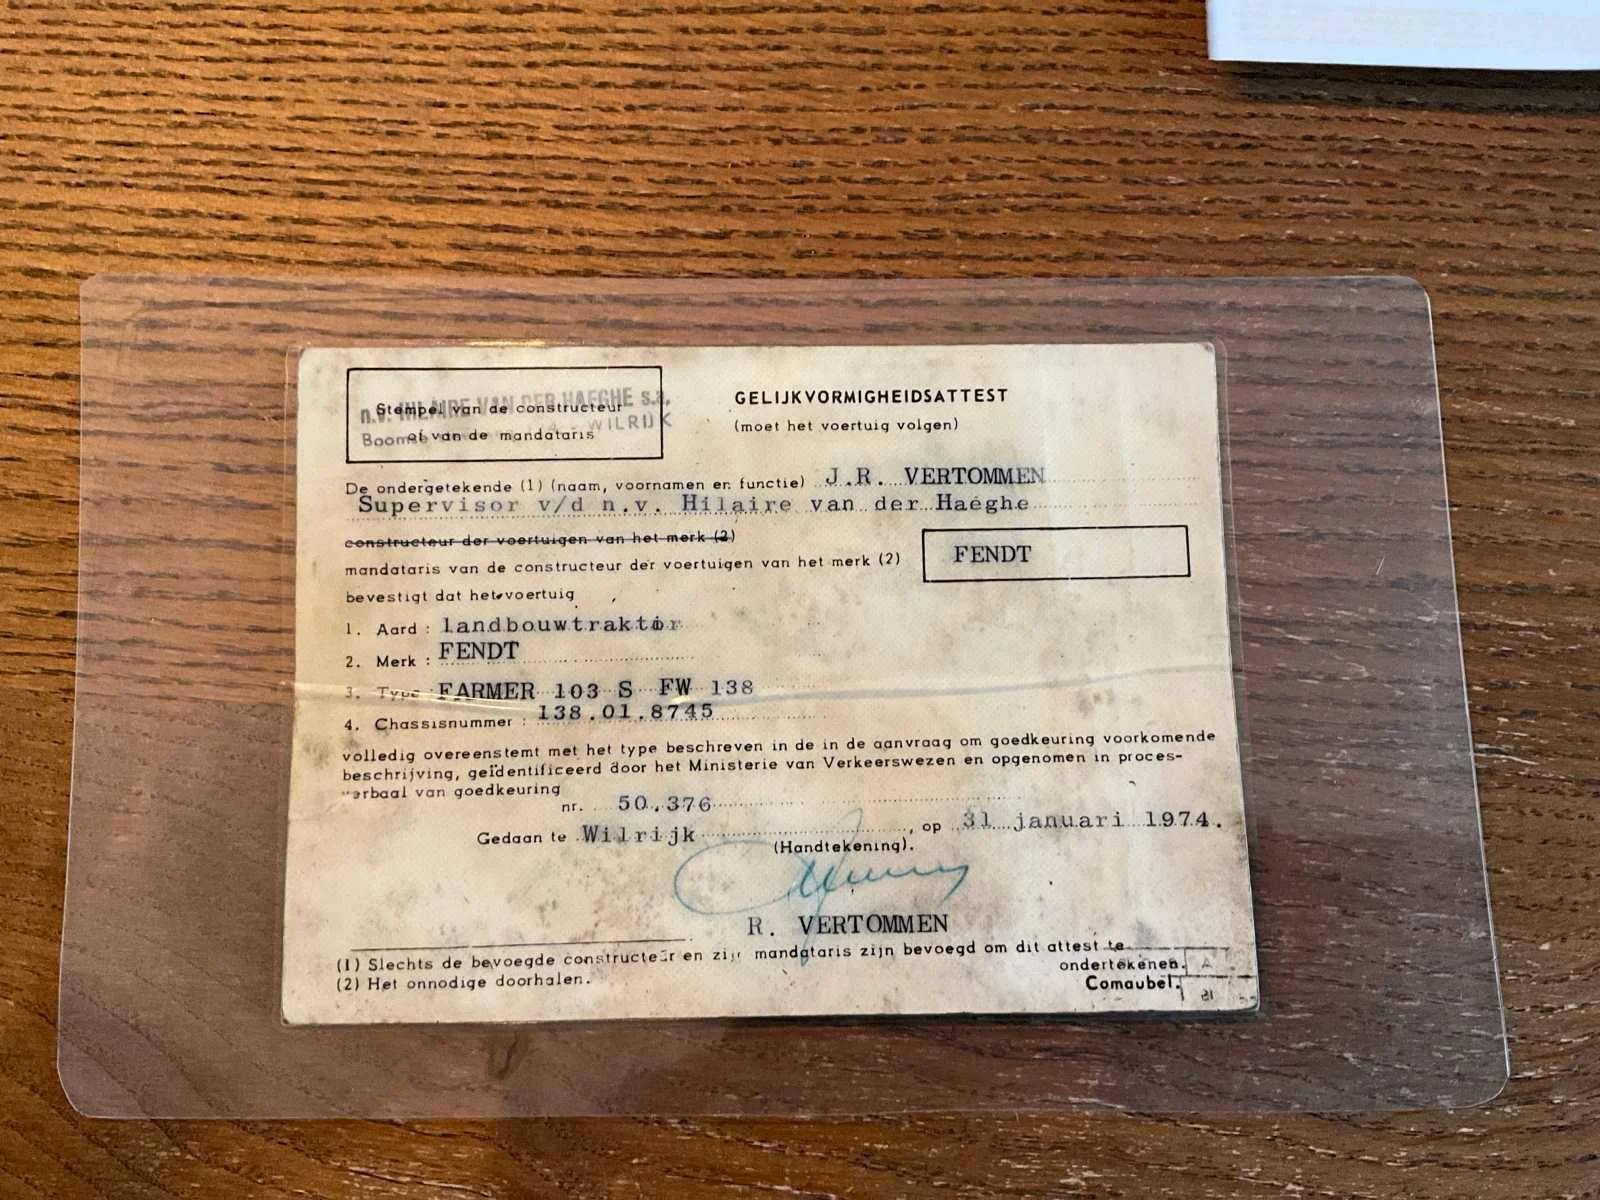 n.v. HILAIRE VAN DER HAEGHE s.a.
Stempel van de constructeur
WILRIJK
of van de mandataris
GELIJKVORMIGHEIDSATTEST
(moet het voertuig volgen)
De ondergetekende (1) (naam, voornamen en functie) J.R. VERTOMMEN
Supervisor v/d n.v. Hilaire van der Haeghe
constructeur der voertuigen van het merk (2)
mandataris van de constructeur der voertuigen van het merk (2) FENDT
bevestigt dat het voertuig
1. Aard : landbouwtraktor
2. Merk : FENDT
3. Type : FARMER 103 S FW 138
4. Chassisnummer : 138.01.8745
volledig overeenstemt met het type beschreven in de in de aanvraag om goedkeuring voorkomende
beschrijving, geïdentificeerd door het Ministerie van Verkeerswezen en opgenomen in proces-
verbaal van goedkeuring
nr. 50.376
Gedaan te Wilrijk, op 31 januari 1974.
(Handtekening).
R. VERTOMMEN
(1) Slechts de bevoegde constructeur en zijn mandataris zijn bevoegd om dit attest te
ondertekenen.
(2) Het onnodige doorhalen.
Comaubel.